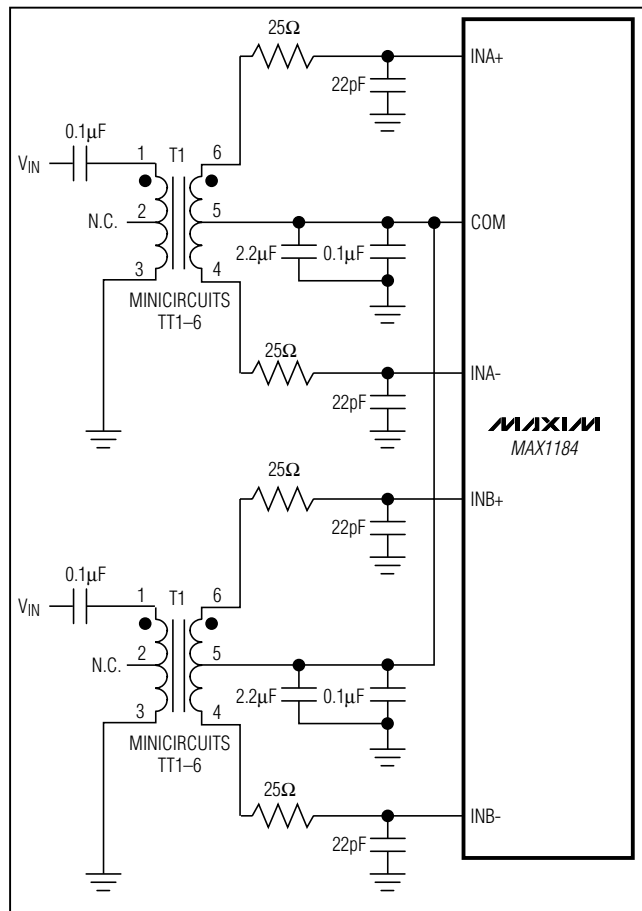 25Ω
INA+
22pF
0.1µF
VIN
1
T1
6
N.C.
2
5
COM
2.2µF
0.1µF
3
4
MINICIRCUITS
TT1–6
25Ω
INA-
22pF
MAXIM
MAX1184
25Ω
INB+
22pF
0.1µF
VIN
1
T1
6
N.C.
2
5
2.2µF
0.1µF
3
4
MINICIRCUITS
TT1–6
25Ω
INB-
22pF